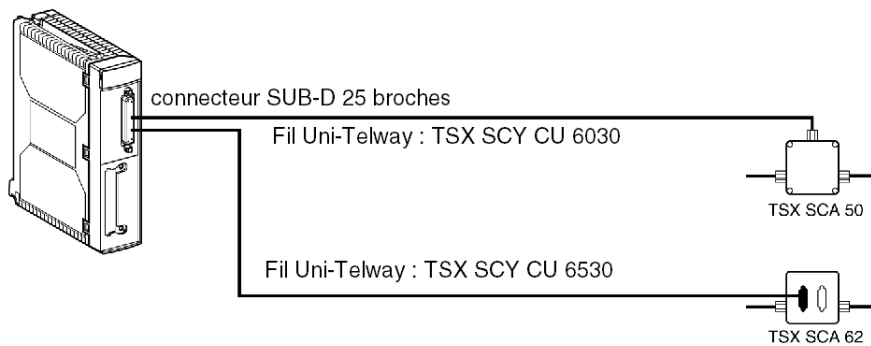 connecteur SUB-D 25 broches
Fil Uni-Telway : TSX SCY CU 6030
TSX SCA 50
Fil Uni-Telway : TSX SCY CU 6530
TSX SCA 62